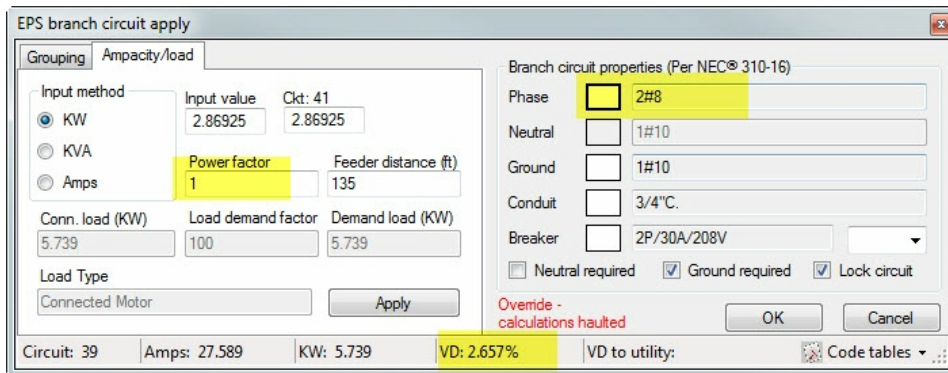 EPS branch circuit apply
Grouping Ampacity/load
Input method
KW
KVA
Amps
Input value Ckt: 41
2.86925 2.86925
Power factor Feeder distance (ft)
1 135
Conn. load (KW) Load demand factor Demand load (KW)
5.739 100 5.739
Load Type
Connected Motor Apply
Branch circuit properties (Per NEC® 310-16)
Phase 2#8
Neutral 1#10
Ground 1#10
Conduit 3/4"C.
Breaker 2P/30A/208V
Neutral required Ground required Lock circuit
Override -
calculations haulted
OK Cancel
Circuit: 39 Amps: 27.589 KW: 5.739 VD: 2.657% VD to utility: Code tables